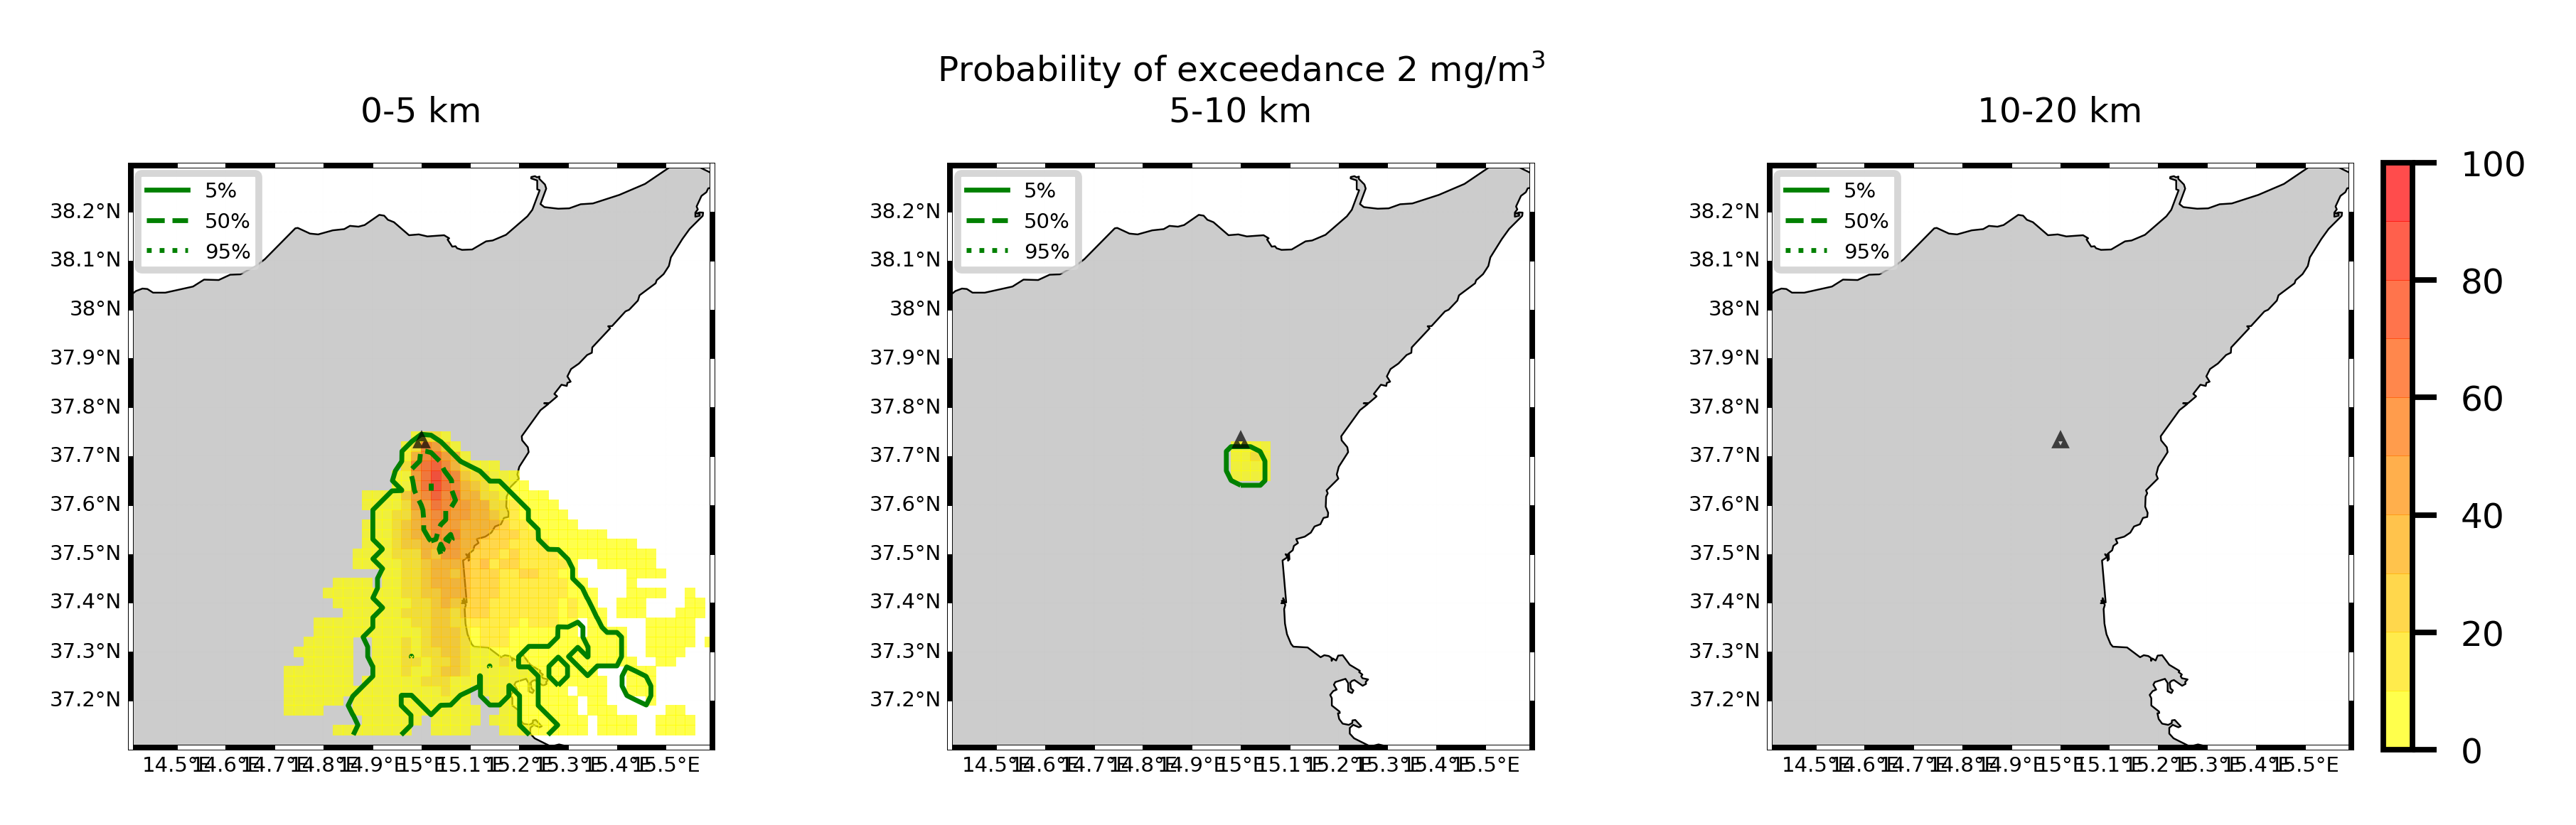 Probability of exceedance 2 mg/m³
0-5 km
5-10 km
10-20 km
5%
50%
95%
38.2°N
38.1°N
38°N
37.9°N
37.8°N
37.7°N
37.6°N
37.5°N
37.4°N
37.3°N
37.2°N
14.5°E 14.6°E 14.7°E 14.8°E 14.9°E 15°E 15.1°E 15.2°E 15.3°E 15.4°E 15.5°E
5%
50%
95%
38.2°N
38.1°N
38°N
37.9°N
37.8°N
37.7°N
37.6°N
37.5°N
37.4°N
37.3°N
37.2°N
14.5°E 14.6°E 14.7°E 14.8°E 14.9°E 15°E 15.1°E 15.2°E 15.3°E 15.4°E 15.5°E
5%
50%
95%
38.2°N
38.1°N
38°N
37.9°N
37.8°N
37.7°N
37.6°N
37.5°N
37.4°N
37.3°N
37.2°N
14.5°E 14.6°E 14.7°E 14.8°E 14.9°E 15°E 15.1°E 15.2°E 15.3°E 15.4°E 15.5°E
100
80
60
40
20
0